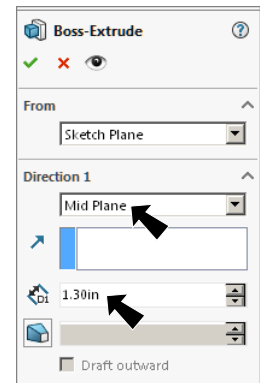 Boss-Extrude
From
Sketch Plane
Direction 1
Mid Plane
D1
1.30in
Draft outward